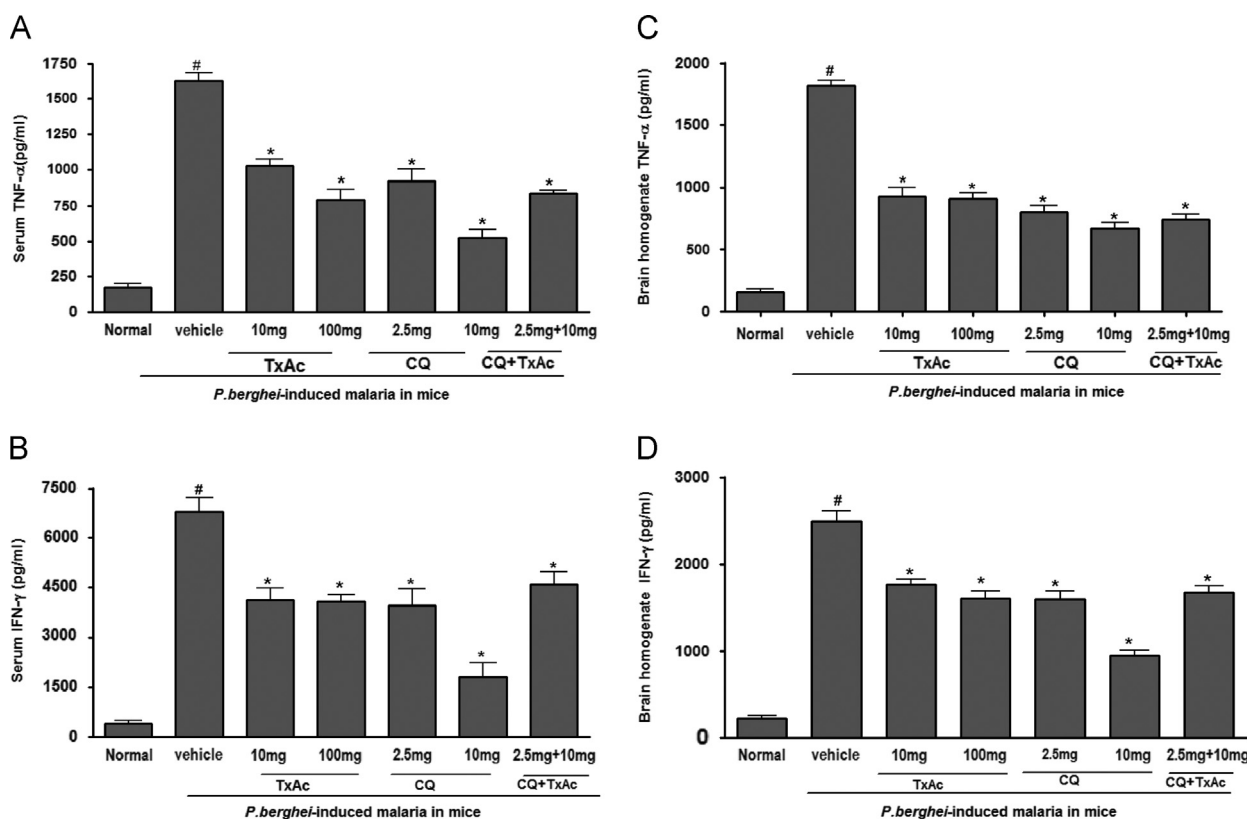 A
Serum TNF-α(pg/ml)
1750
1500
1250
1000
750
500
250
0
#
*
*
*
*
*
Normal
vehicle
10mg
100mg
2.5mg
10mg
2.5mg+10mg
TxAc
CQ
CQ+TxAc
P.berghei-induced malaria in mice
C
Brain homogenate TNF-α (pg/ml)
2000
1500
1000
500
0
#
*
*
*
*
*
Normal
vehicle
10mg
100mg
2.5mg
10mg
2.5mg+10mg
TxAc
CQ
CQ+TxAc
P.berghei-induced malaria in mice
B
Serum IFN-γ (pg/ml)
7500
6000
4500
3000
1500
0
#
*
*
*
*
*
Normal
vehicle
10mg
100mg
2.5mg
10mg
2.5mg+10mg
TxAc
CQ
CQ+TxAc
P.berghei-induced malaria in mice
D
Brain homogenate IFN-γ (pg/ml)
3000
2000
1000
0
#
*
*
*
*
*
Normal
vehicle
10mg
100mg
2.5mg
10mg
2.5mg+10mg
TxAc
CQ
CQ+TxAc
P.berghei-induced malaria in mice